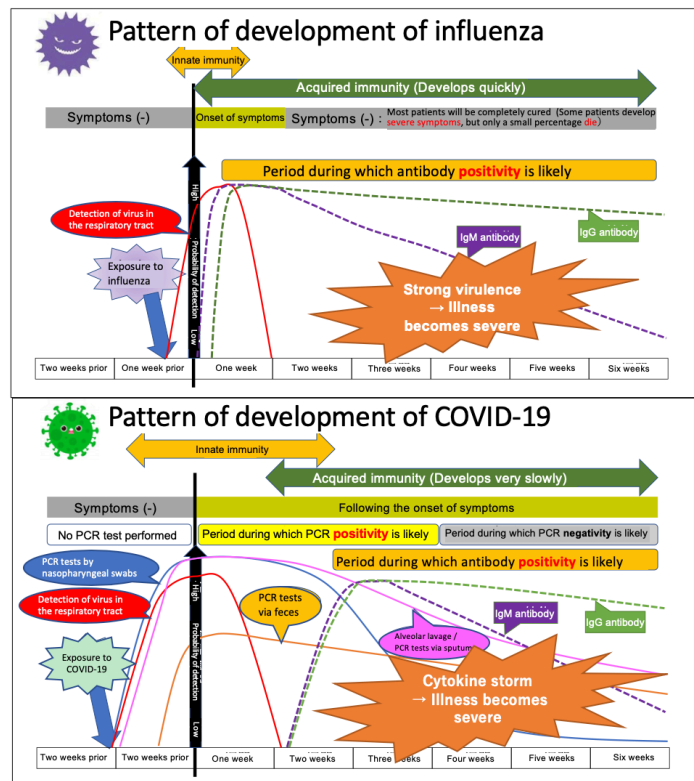 Pattern of development of influenza
Innate immunity
Acquired immunity (Develops quickly)
Symptoms (-)
Onset of symptoms
Symptoms (-) :
Most patients will be completely cured (Some patients develop
severe symptoms, but only a small percentage die)
Period during which antibody positivity is likely
Detection of virus in
the respiratory tract
Exposure to
influenza
High
Probability of detection
Low
IgM antibody
IgG antibody
Strong virulence
→ Illness
becomes severe
Two weeks prior
One week prior
One week
Two weeks
Three weeks
Four weeks
Five weeks
Six weeks
Pattern of development of COVID-19
Innate immunity
Acquired immunity (Develops very slowly)
Symptoms (-)
Following the onset of symptoms
No PCR test performed
Period during which PCR positivity is likely
Period during which PCR negativity is likely
Period during which antibody positivity is likely
PCR tests by
nasopharyngeal swabs
Detection of virus in
the respiratory tract
Exposure to
COVID-19
High
Probability of detection
Low
PCR tests
via feces
Alveolar lavage /
PCR tests via sputum
IgM antibody
IgG antibody
Cytokine storm
→ Illness becomes
severe
Two weeks prior
Two weeks prior
One week
Two weeks
Three weeks
Four weeks
Five weeks
Six weeks